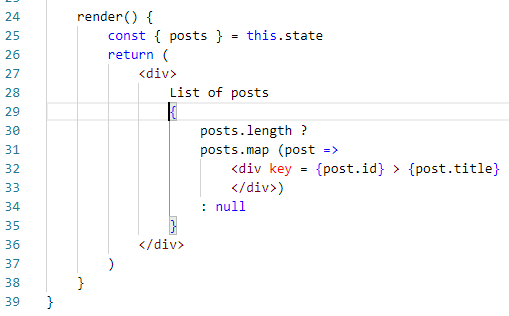 24 render() {
25 const { posts } = this.state
26 return (
27 <div>
28 List of posts
29 {
30 posts.length ?
31 posts.map (post =>
32 <div key = {post.id} > {post.title}
33 </div>)
34 : null
35 }
36 </div>
37 )
38 }
39 }